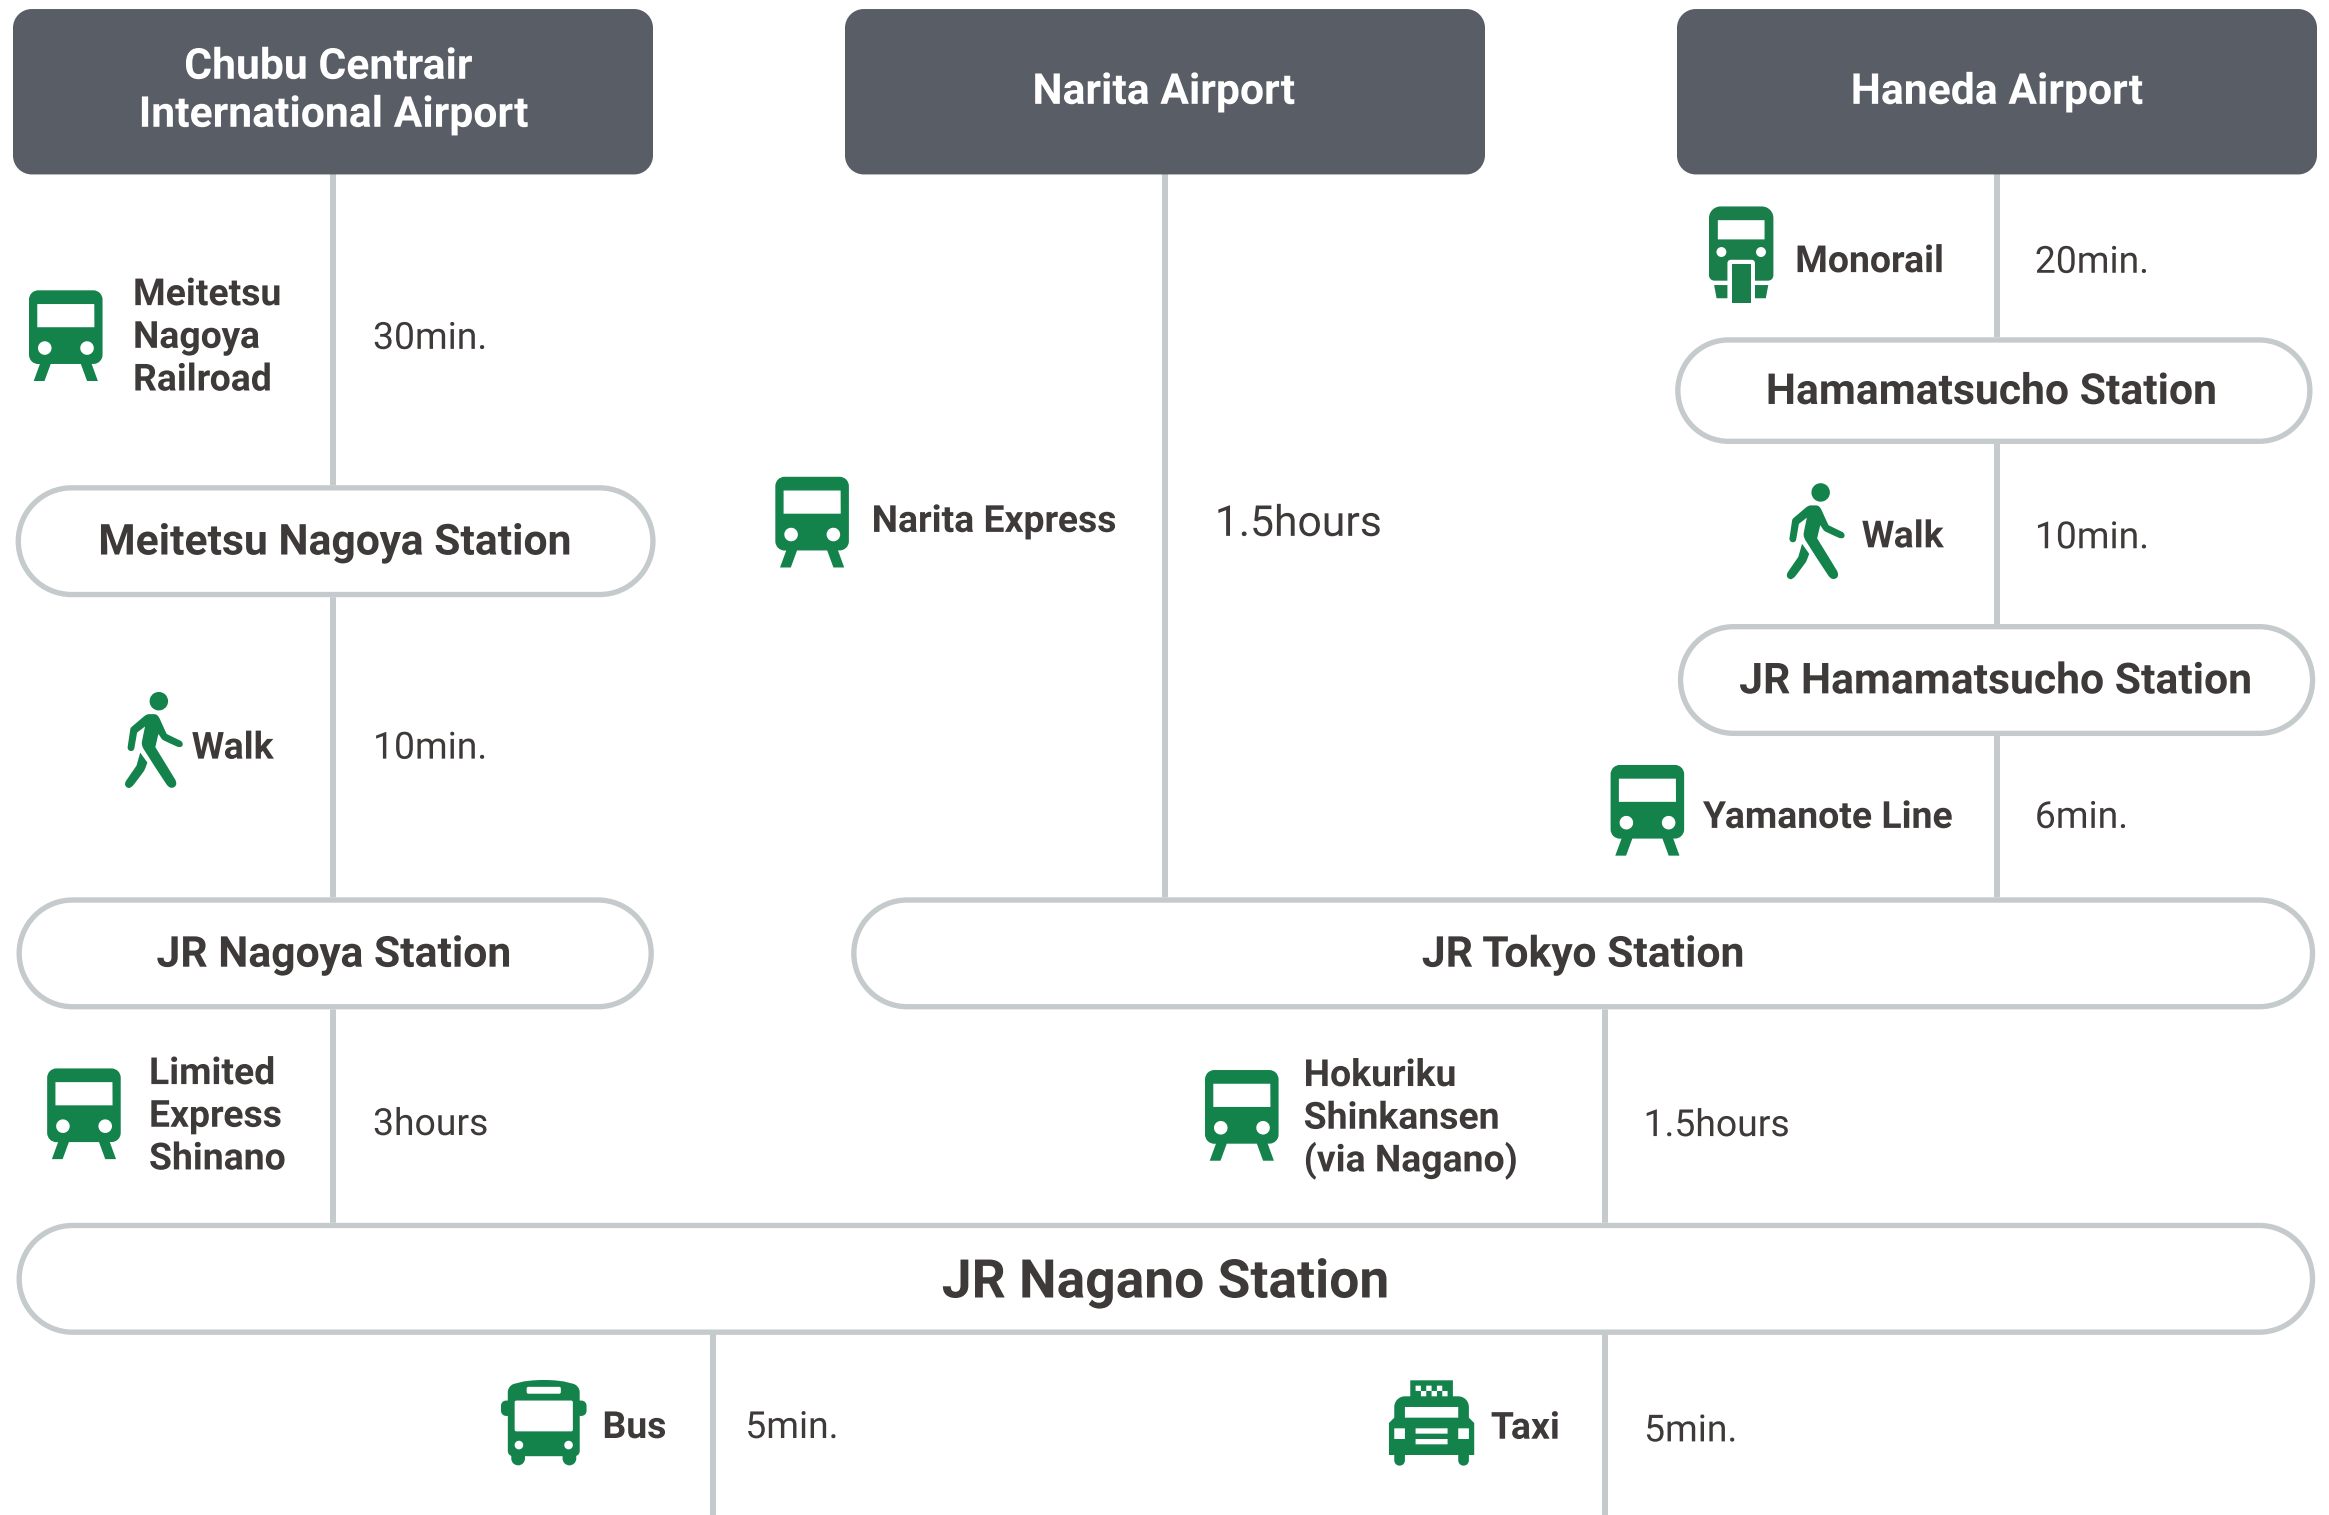 Chubu Centrair
International Airport
Narita Airport
Haneda Airport
Monorail
20min.
Meitetsu
Nagoya
Railroad
30min.
Hamamatsucho Station
Meitetsu Nagoya Station
Narita Express
1.5hours
Walk
10min.
JR Hamamatsucho Station
Walk
10min.
Yamanote Line
6min.
JR Nagoya Station
JR Tokyo Station
Limited
Express
Shinano
3hours
Hokuriku
Shinkansen
(via Nagano)
1.5hours
JR Nagano Station
Bus
5min.
Taxi
5min.